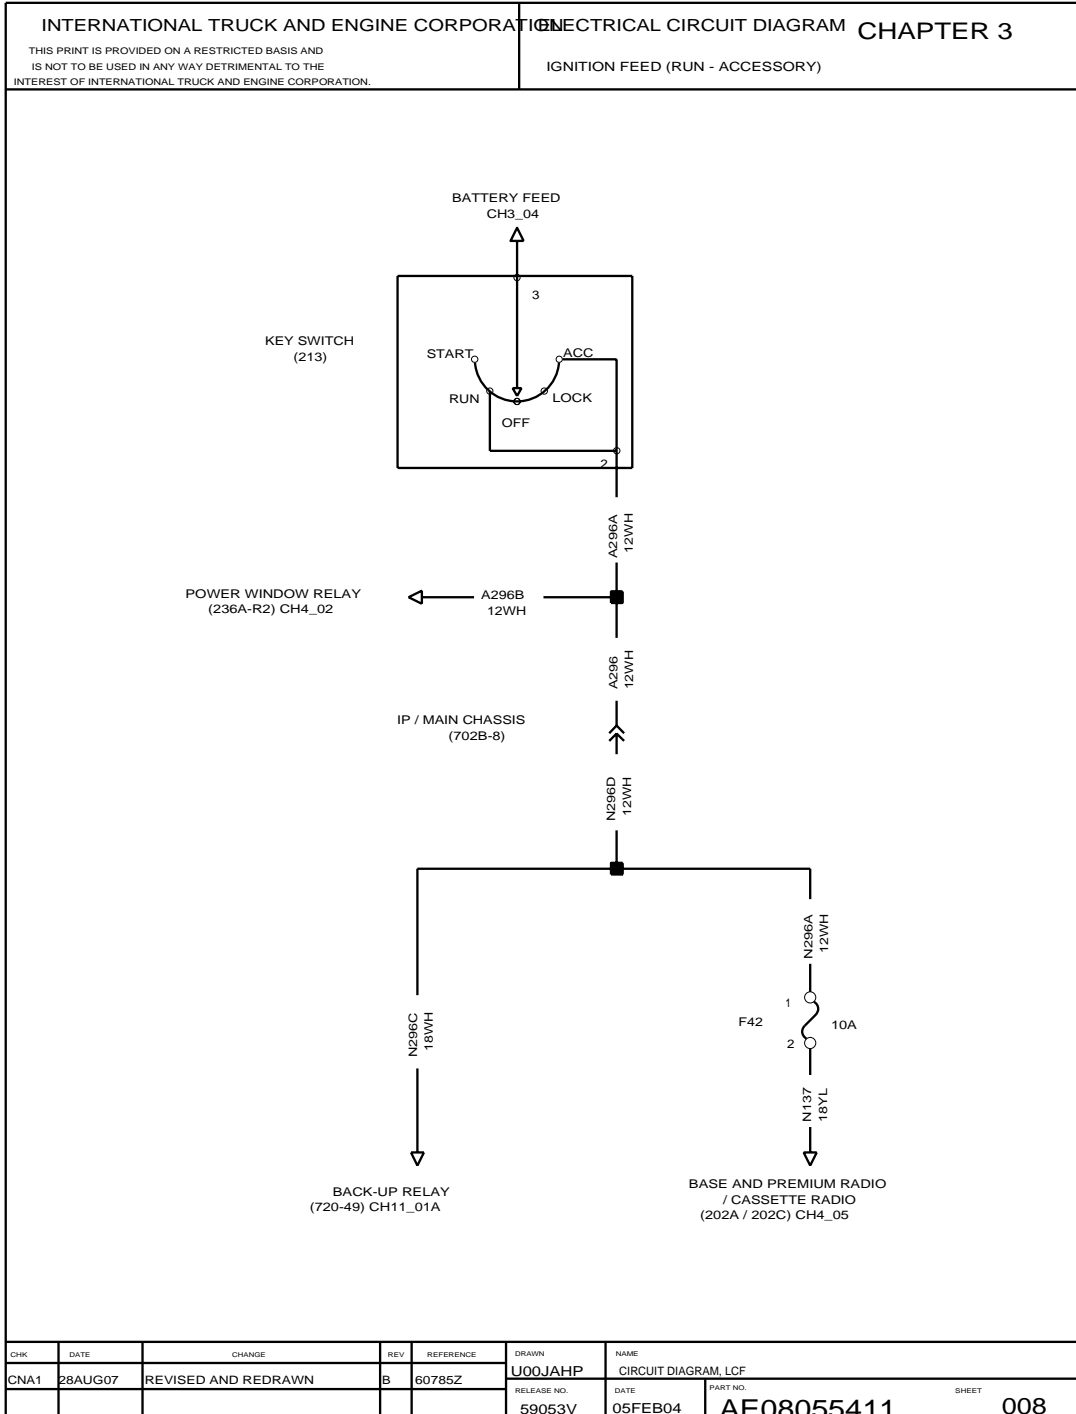 INTERNATIONAL TRUCK AND ENGINE CORPORATION
THIS PRINT IS PROVIDED ON A RESTRICTED BASIS AND
IS NOT TO BE USED IN ANY WAY DETRIMENTAL TO THE
INTEREST OF INTERNATIONAL TRUCK AND ENGINE CORPORATION.
ELECTRICAL CIRCUIT DIAGRAM
CHAPTER 3
IGNITION FEED (RUN - ACCESSORY)
BATTERY FEED
CH3_04
3
KEY SWITCH
(213)
START
ACC
RUN
LOCK
OFF
2
A296A
12WH
POWER WINDOW RELAY
(236A-R2) CH4_02
A296B
12WH
A296
12WH
IP / MAIN CHASSIS
(702B-8)
N296D
12WH
N296A
12WH
1
F42
10A
2
N296C
18WH
N137
18YL
BACK-UP RELAY
(720-49) CH11_01A
BASE AND PREMIUM RADIO
/ CASSETTE RADIO
(202A / 202C) CH4_05
CHK DATE CHANGE REV REFERENCE
CNA1 28AUG07 REVISED AND REDRAWN B 60785Z
DRAWN
U00JAHP
NAME
CIRCUIT DIAGRAM, LCF
RELEASE NO.
59053V
DATE
05FEB04
PART NO.
AE08055411
SHEET
008